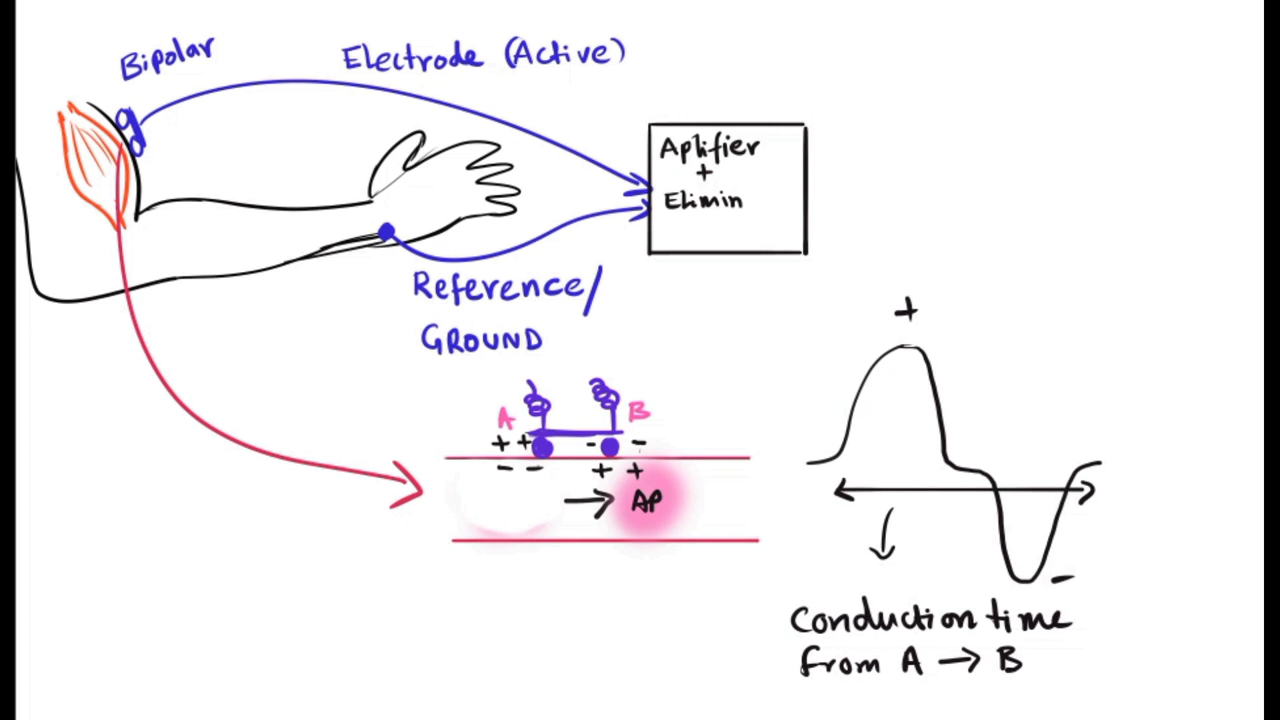 Bipolar
Electrode (Active)
Aplifier
+
Elimin
Reference/
GROUND
+
A B
+ + - -
- - + +
→ AP
-
Conduction time
from A → B